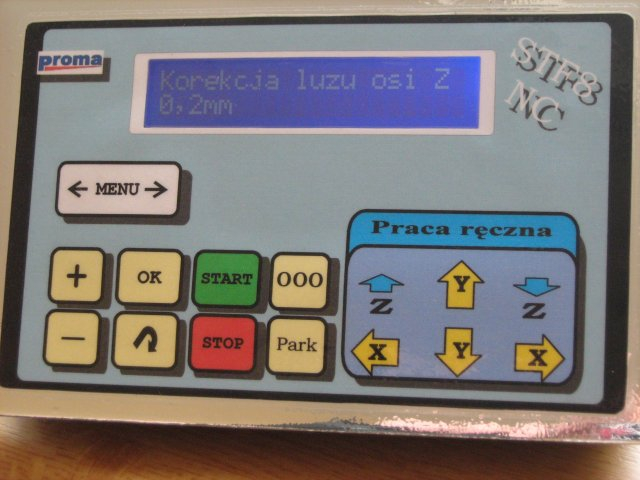 proma
Korekcja luzu osi Z
0,2mm
STF8
NC
← MENU →
Praca ręczna
+ OK START 000
Z Y Z
− STOP Park
X Y X